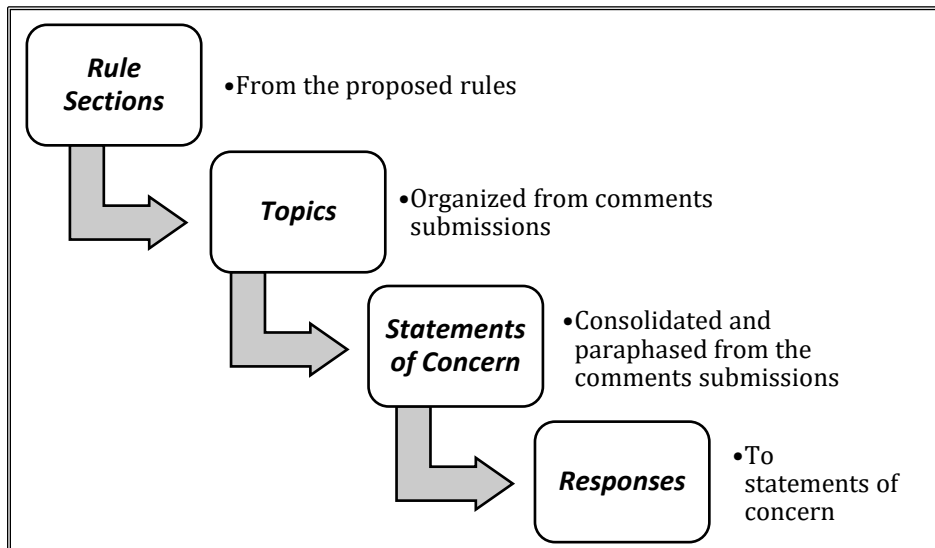 Rule
Sections
•From the proposed rules
Topics
•Organized from comments
submissions
Statements
of Concern
•Consolidated and
paraphased from the
comments submissions
Responses
•To
statements of
concern